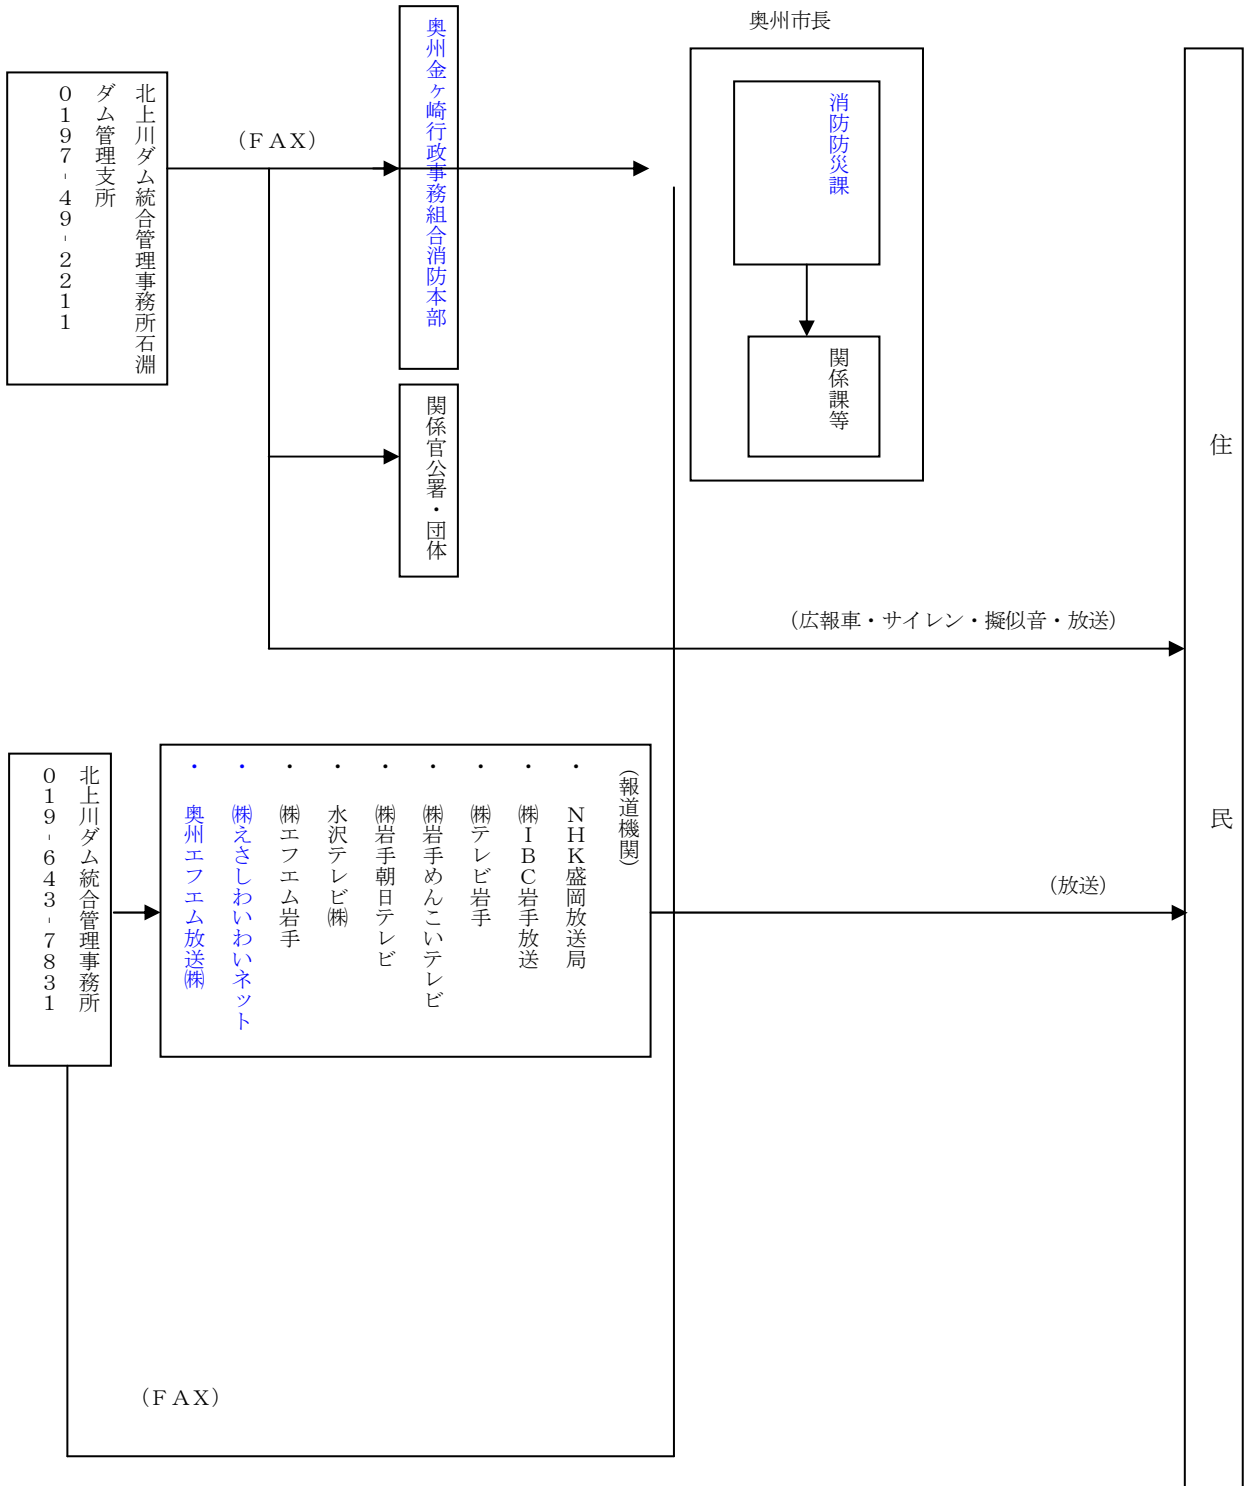 奥州市長
北上川ダム統合管理事務所石淵
ダム管理支所
０１９７-４９-２２１１
（ＦＡＸ）
奥州金ヶ崎行政事務組合消防本部
関係官公署・団体
消防防災課
関係課等
（広報車・サイレン・擬似音・放送）
住民
北上川ダム統合管理事務所
０１９-６４３-７８３１
（報道機関）
・ ＮＨＫ盛岡放送局
・ ㈱ＩＢＣ岩手放送
・ ㈱テレビ岩手
・ ㈱岩手めんこいテレビ
・ ㈱岩手朝日テレビ
・ 水沢テレビ㈱
・ ㈱エフエム岩手
・ ㈱えさしわいわいネット
・ 奥州エフエム放送㈱
（放送）
（ＦＡＸ）